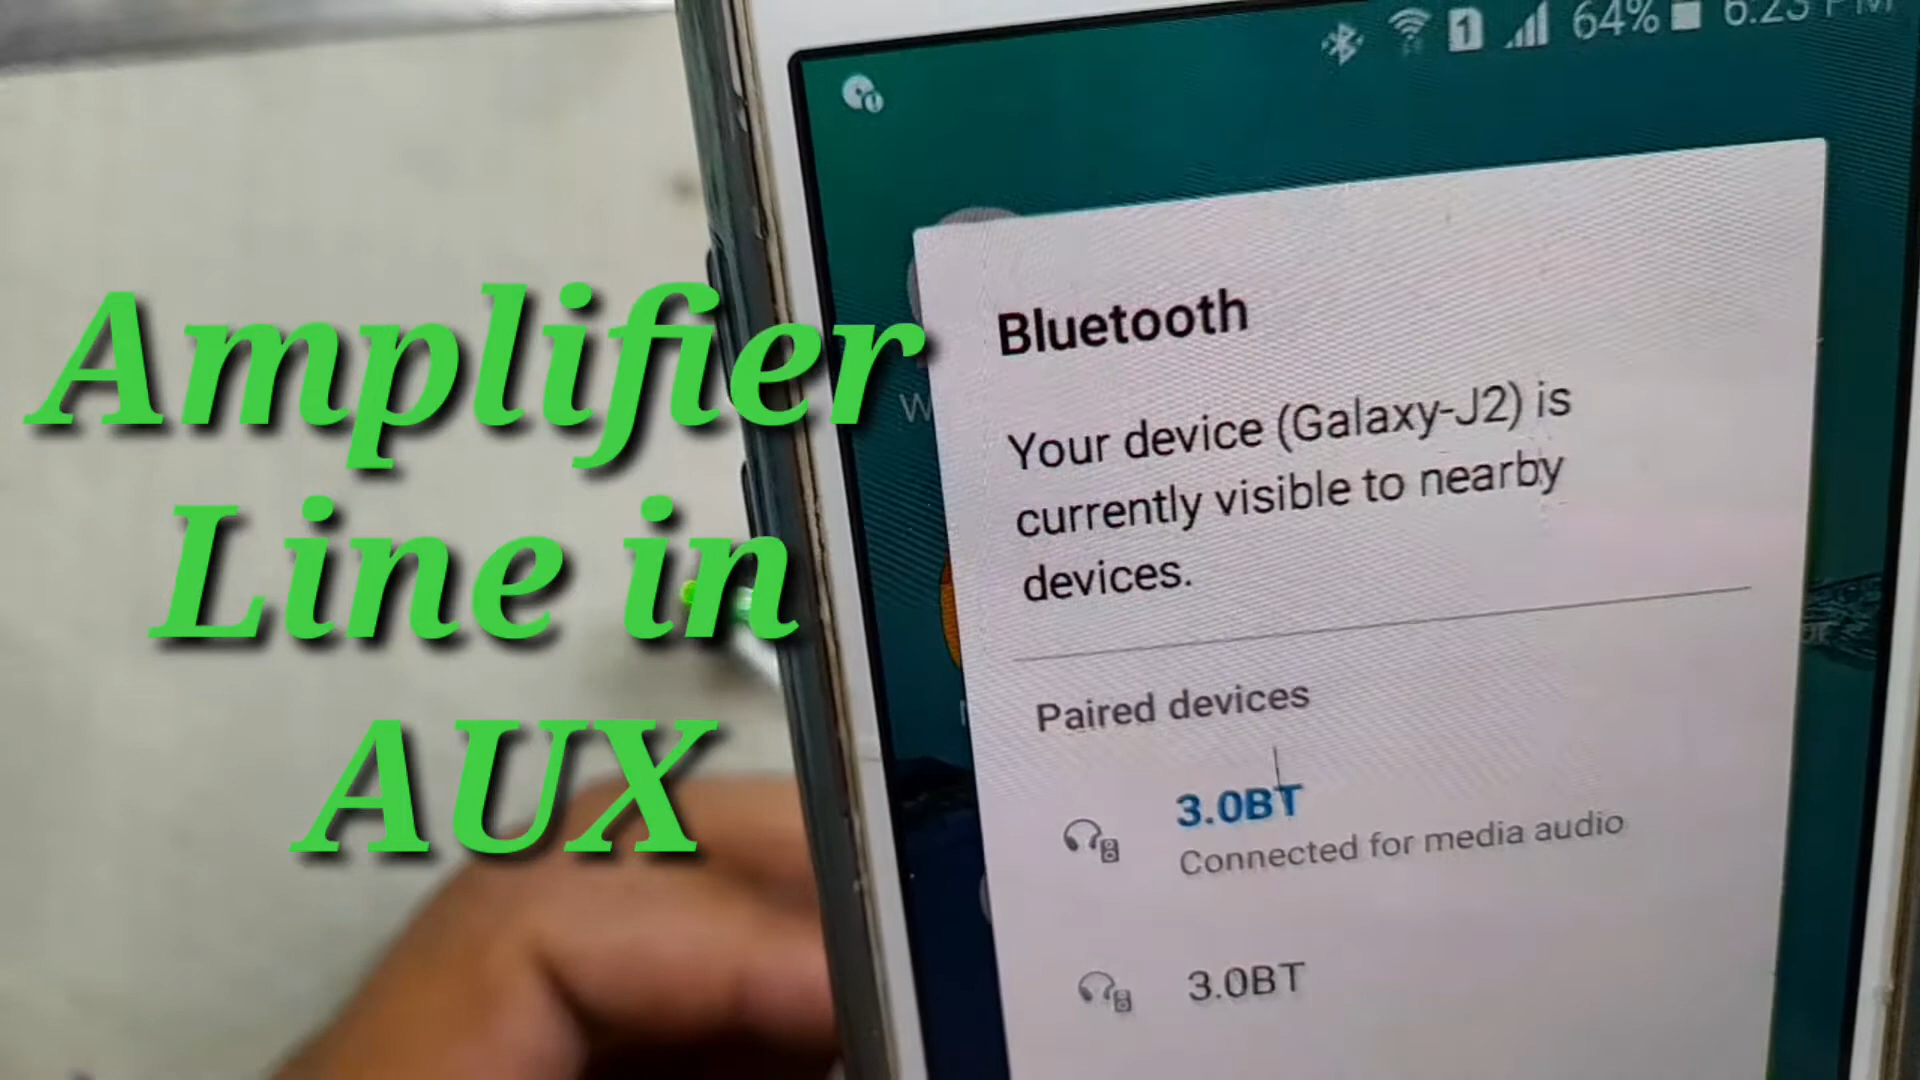 64%
Amplifier
Line in
AUX
Bluetooth
Your device (Galaxy-J2) is
currently visible to nearby
devices.
Paired devices
3.0BT
Connected for media audio
3.0BT